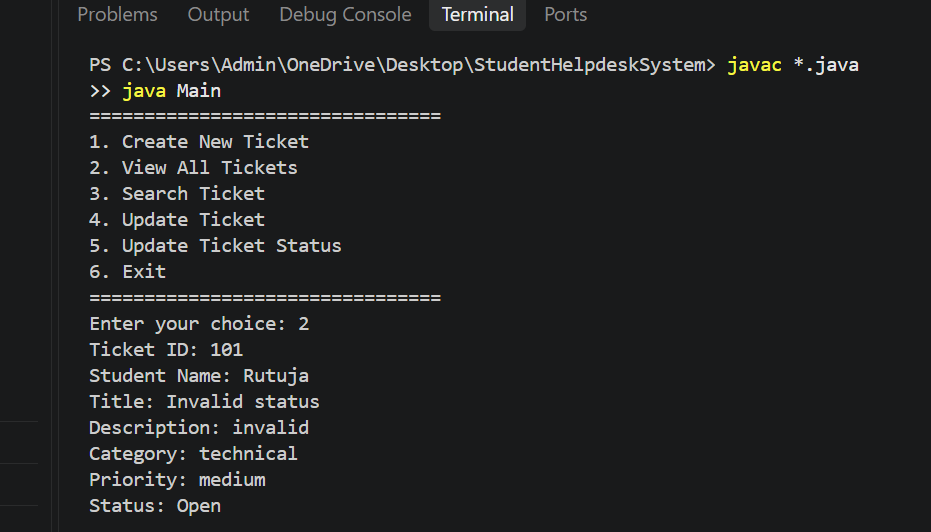 Problems Output Debug Console Terminal Ports
PS C:\Users\Admin\OneDrive\Desktop\StudentHelpdeskSystem> javac *.java
>> java Main
================================
1. Create New Ticket
2. View All Tickets
3. Search Ticket
4. Update Ticket
5. Update Ticket Status
6. Exit
================================
Enter your choice: 2
Ticket ID: 101
Student Name: Rutuja
Title: Invalid status
Description: invalid
Category: technical
Priority: medium
Status: Open